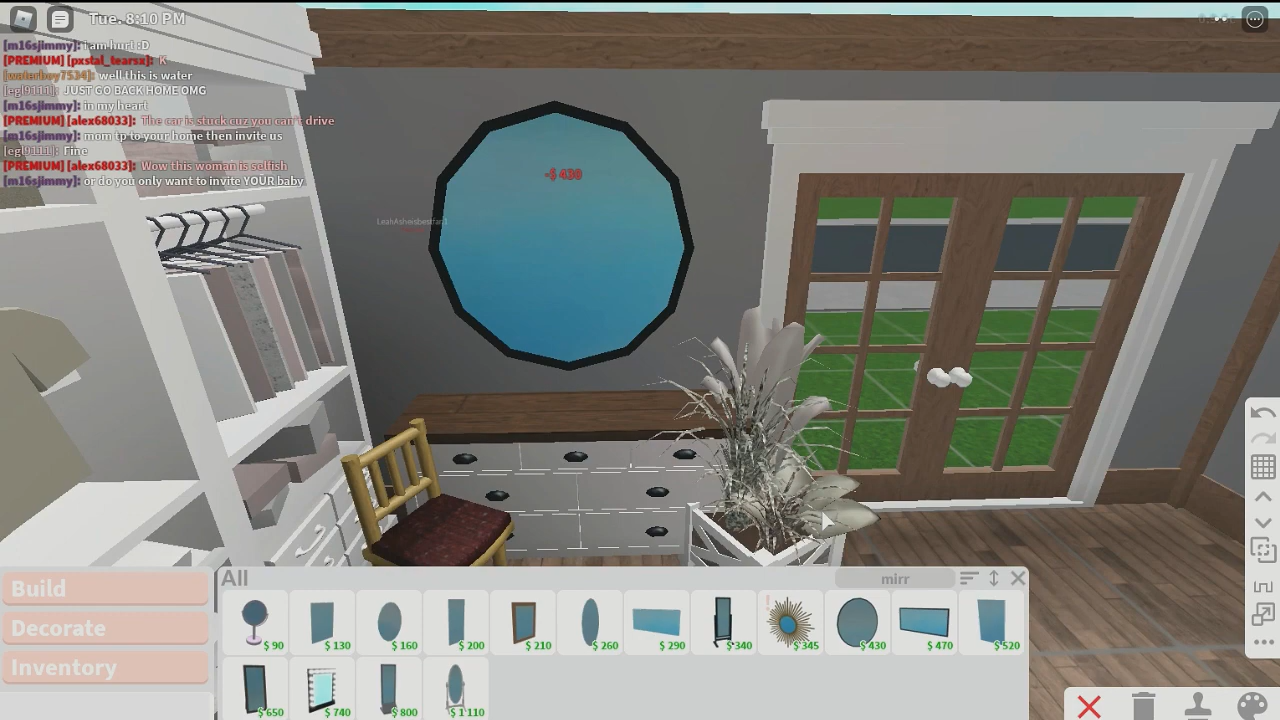 Tue. 8:10 PM
[m16sjimmy]: i am hurt :D
[PREMIUM] [pxstal_tearsx]: K
[waterboy7534]: well this is water
[egl9111]: JUST GO BACK HOME OMG
[m16sjimmy]: in my heart
[PREMIUM] [alex68033]: The car is stuck cuz you can't drive
[m16sjimmy]: mom tp to your home then invite us
[egl9111]: Fine
[PREMIUM] [alex68033]: Wow this woman is selfish
[m16sjimmy]: or do you only want to invite YOUR baby
-$ 430
All
mirr
$ 90
$ 130
$ 160
$ 200
$ 210
$ 260
$ 290
$ 340
$ 345
$ 430
$ 470
$ 520
$ 650
$ 740
$ 800
$ 1 110
Build
Decorate
Inventory